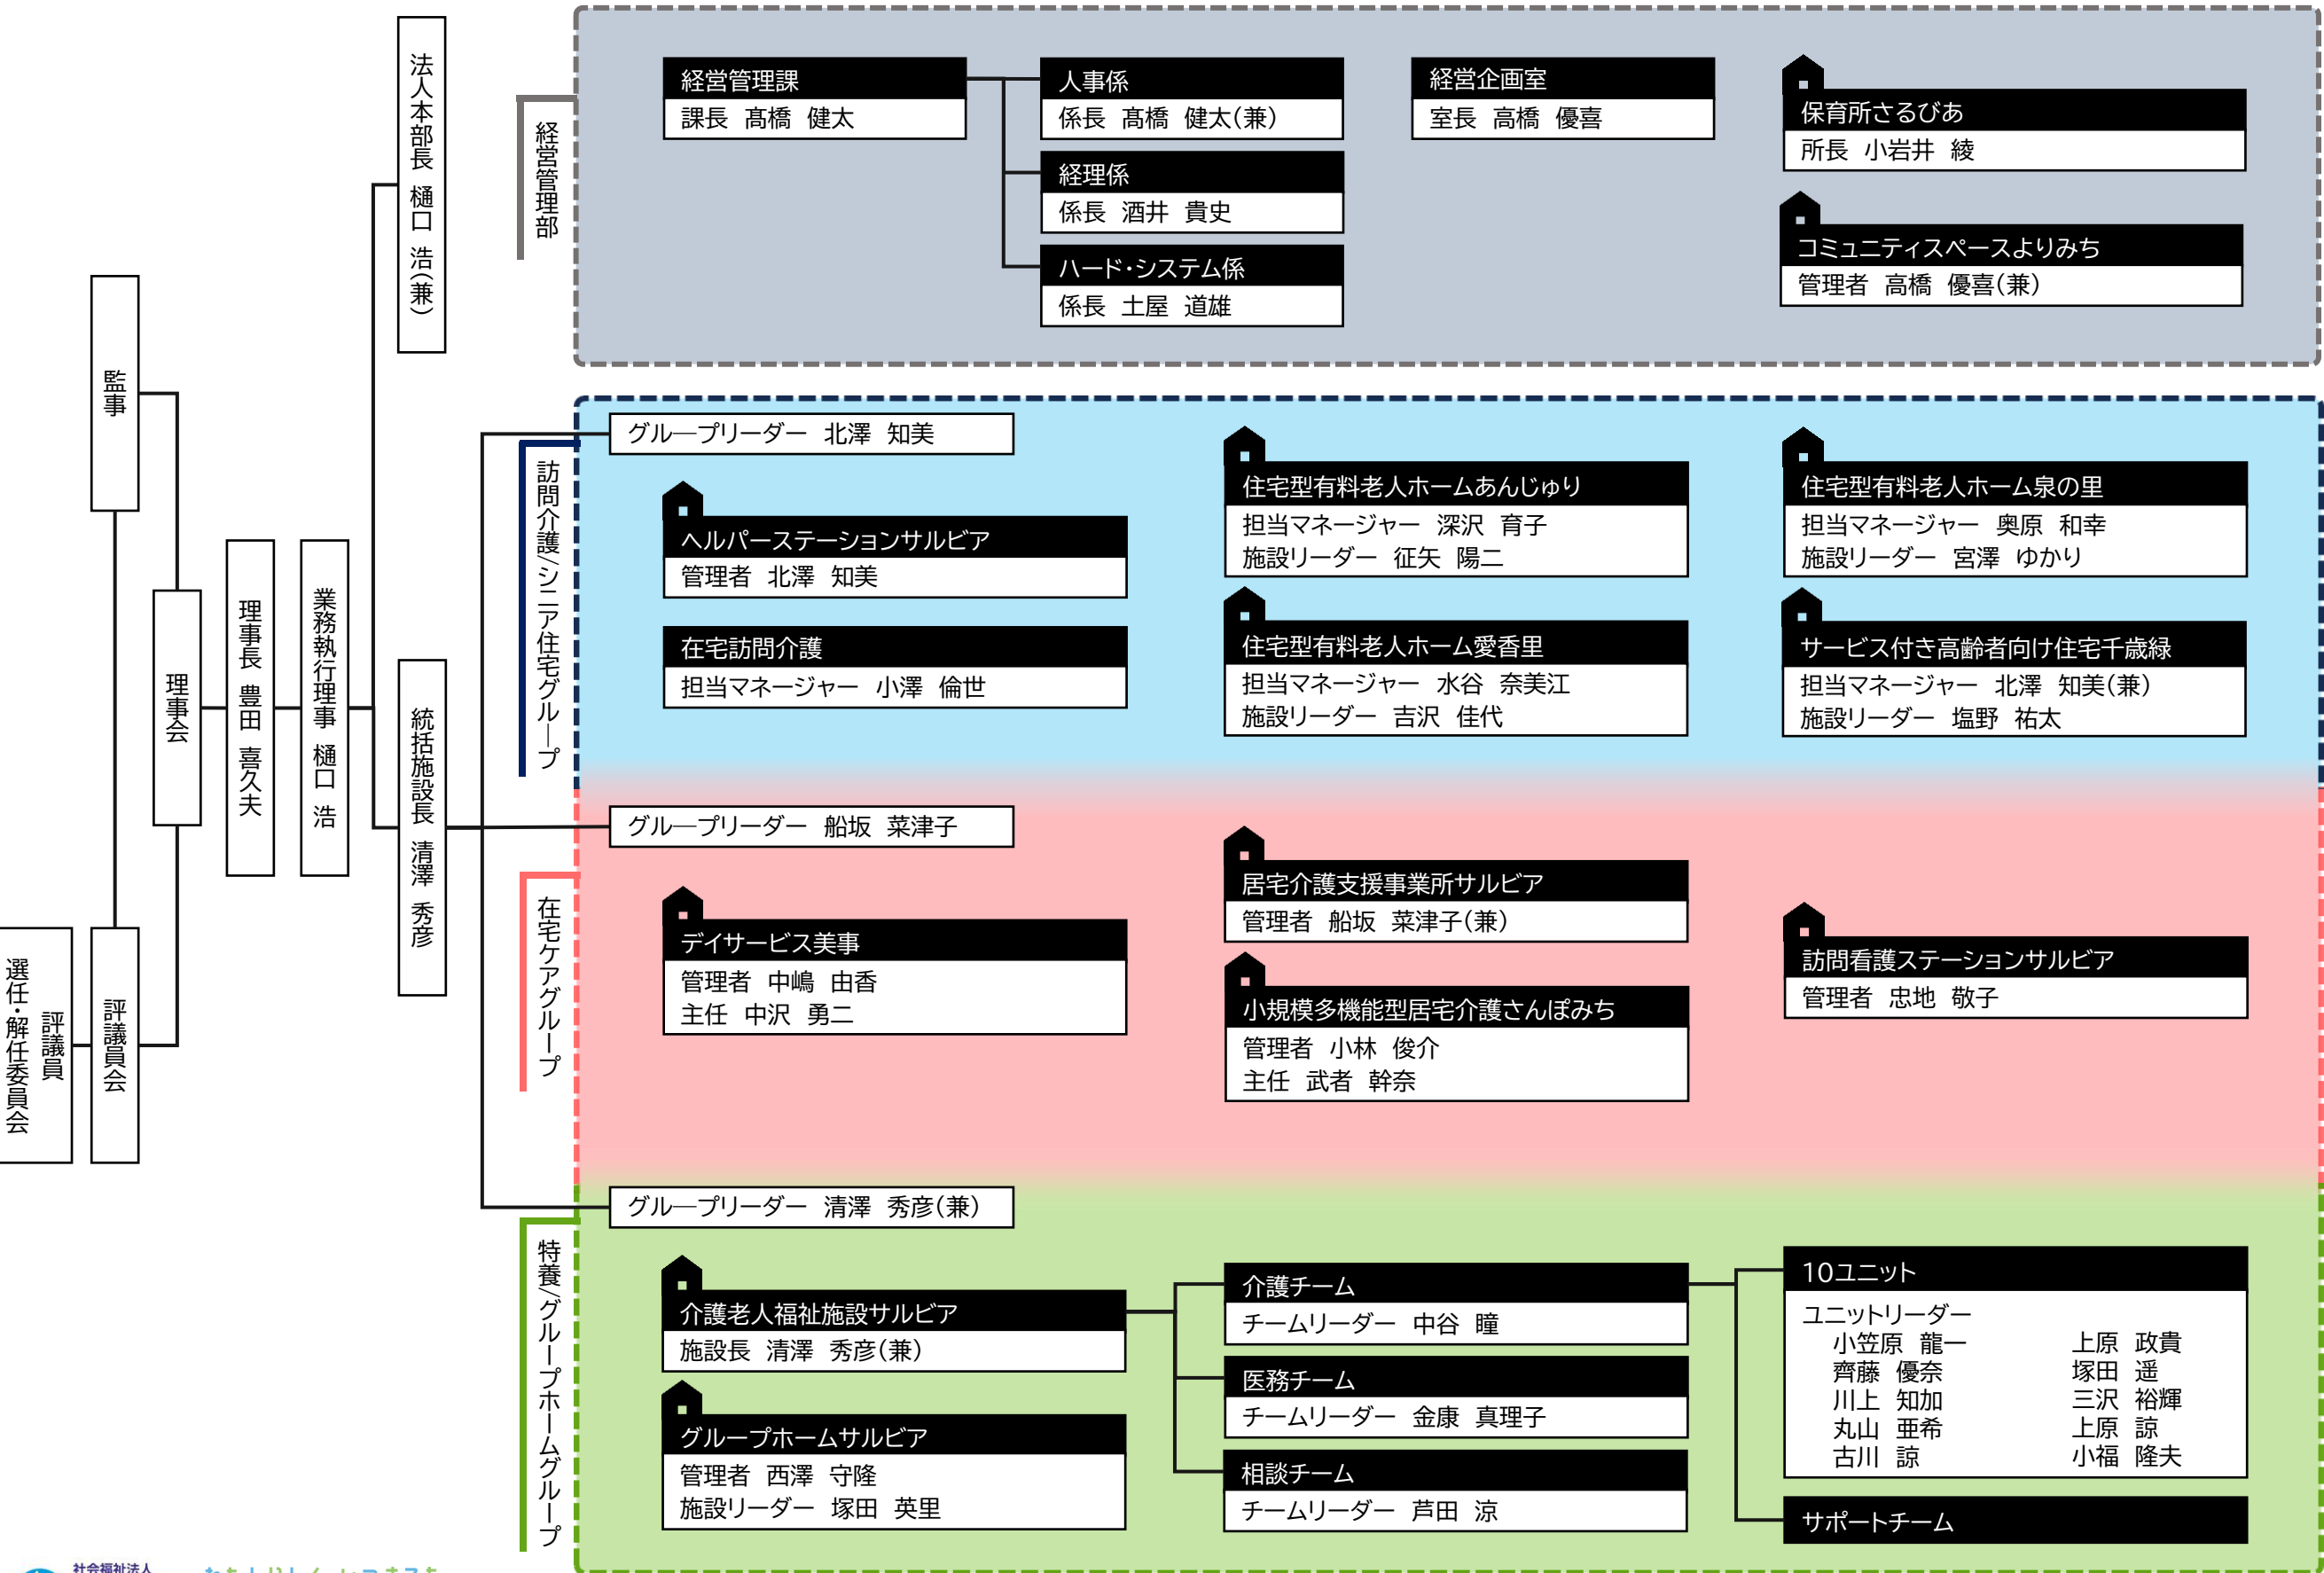 選任・解任委員会
評議員
評議員会
監事
理事会
理事長 豊田 喜久夫
業務執行理事 樋口 浩
法人本部長 樋口 浩(兼)
統括施設長 清澤 秀彦
経営管理部
経営管理課
課長 髙橋 健太
人事係
係長 髙橋 健太(兼)
経理係
係長 酒井 貴史
ハード・システム係
係長 土屋 道雄
経営企画室
室長 高橋 優喜
保育所さるびあ
所長 小岩井 綾
コミュニティスペースよりみち
管理者 高橋 優喜(兼)
訪問介護/シニア住宅グループ
グループリーダー 北澤 知美
ヘルパーステーションサルビア
管理者 北澤 知美
在宅訪問介護
担当マネージャー 小澤 倫世
住宅型有料老人ホームあんじゅり
担当マネージャー 深沢 育子
施設リーダー 征矢 陽二
住宅型有料老人ホーム愛香里
担当マネージャー 水谷 奈美江
施設リーダー 吉沢 佳代
住宅型有料老人ホーム泉の里
担当マネージャー 奥原 和幸
施設リーダー 宮澤 ゆかり
サービス付き高齢者向け住宅千歳緑
担当マネージャー 北澤 知美(兼)
施設リーダー 塩野 祐太
在宅ケアグループ
グループリーダー 船坂 菜津子
デイサービス美事
管理者 中嶋 由香
主任 中沢 勇二
居宅介護支援事業所サルビア
管理者 船坂 菜津子(兼)
小規模多機能型居宅介護さんぽみち
管理者 小林 俊介
主任 武者 幹奈
訪問看護ステーションサルビア
管理者 忠地 敬子
特養/グループホームグループ
グループリーダー 清澤 秀彦(兼)
介護老人福祉施設サルビア
施設長 清澤 秀彦(兼)
グループホームサルビア
管理者 西澤 守隆
施設リーダー 塚田 英里
介護チーム
チームリーダー 中谷 瞳
医務チーム
チームリーダー 金康 真理子
相談チーム
チームリーダー 芦田 涼
10ユニット
ユニットリーダー
小笠原 龍一 上原 政貴
齊藤 優奈 塚田 遥
川上 知加 三沢 裕輝
丸山 亜希 上原 諒
古川 諒 小福 隆夫
サポートチーム
社会福祉法人